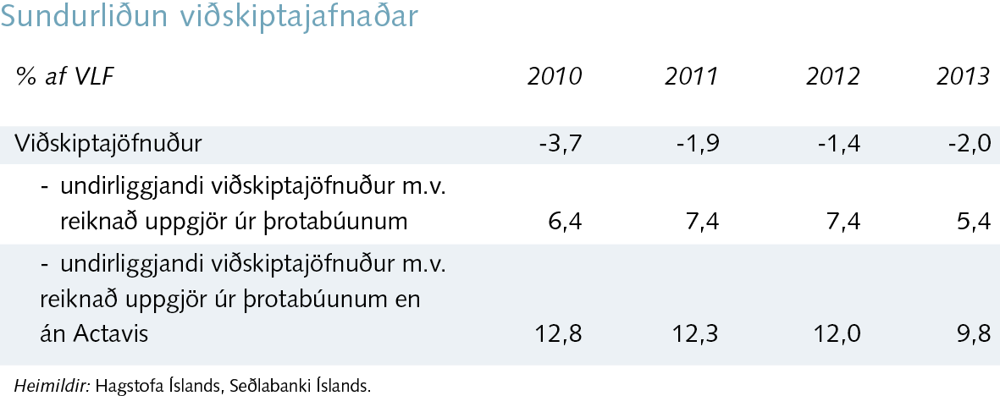 Sundurliðun viðskiptajafnaðar
% af VLF 2010 2011 2012 2013
Viðskiptajöfnuður -3,7 -1,9 -1,4 -2,0
- undirliggjandi viðskiptajöfnuður m.v.
reiknað uppgjör úr þrotabúunum 6,4 7,4 7,4 5,4
- undirliggjandi viðskiptajöfnuður m.v.
reiknað uppgjör úr þrotabúunum en
án Actavis 12,8 12,3 12,0 9,8
Heimildir: Hagstofa Íslands, Seðlabanki Íslands.